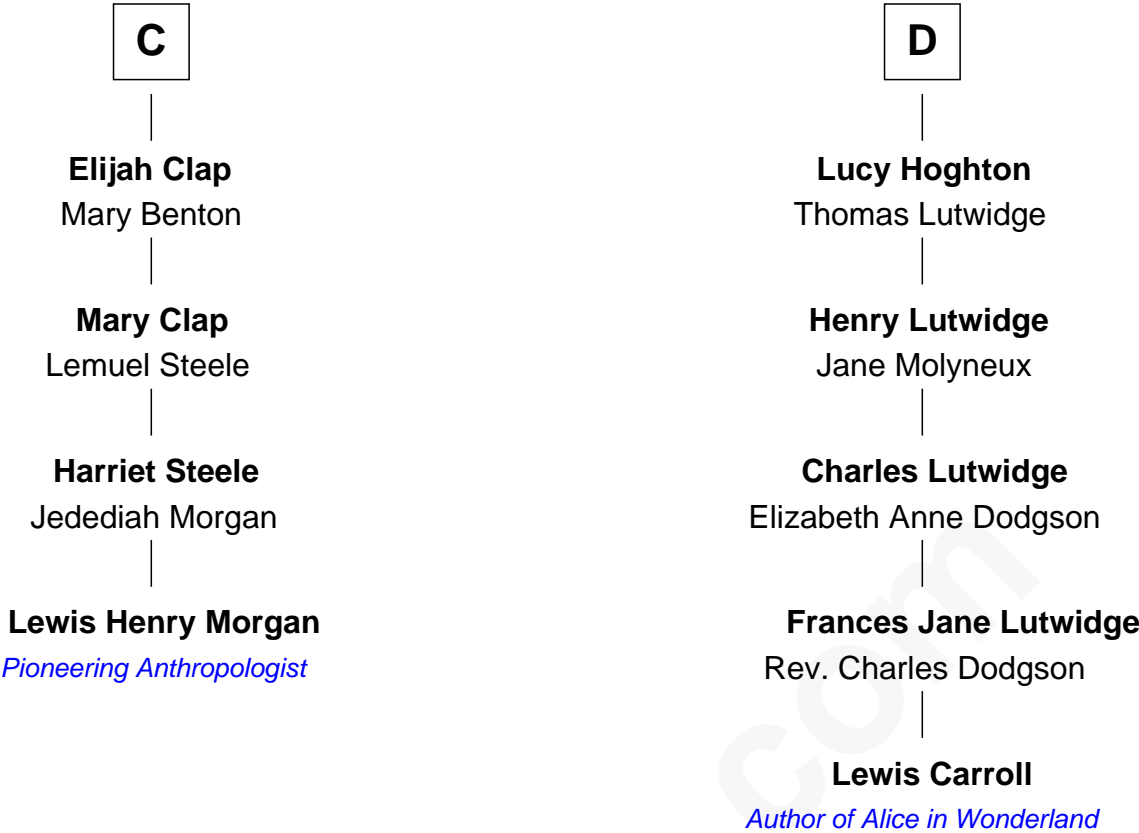 C
Elijah Clap
Mary Benton
Mary Clap
Lemuel Steele
Harriet Steele
Jedediah Morgan
Lewis Henry Morgan
Pioneering Anthropologist
D
Lucy Hoghton
Thomas Lutwidge
Henry Lutwidge
Jane Molyneux
Charles Lutwidge
Elizabeth Anne Dodgson
Frances Jane Lutwidge
Rev. Charles Dodgson
Lewis Carroll
Author of Alice in Wonderland
com